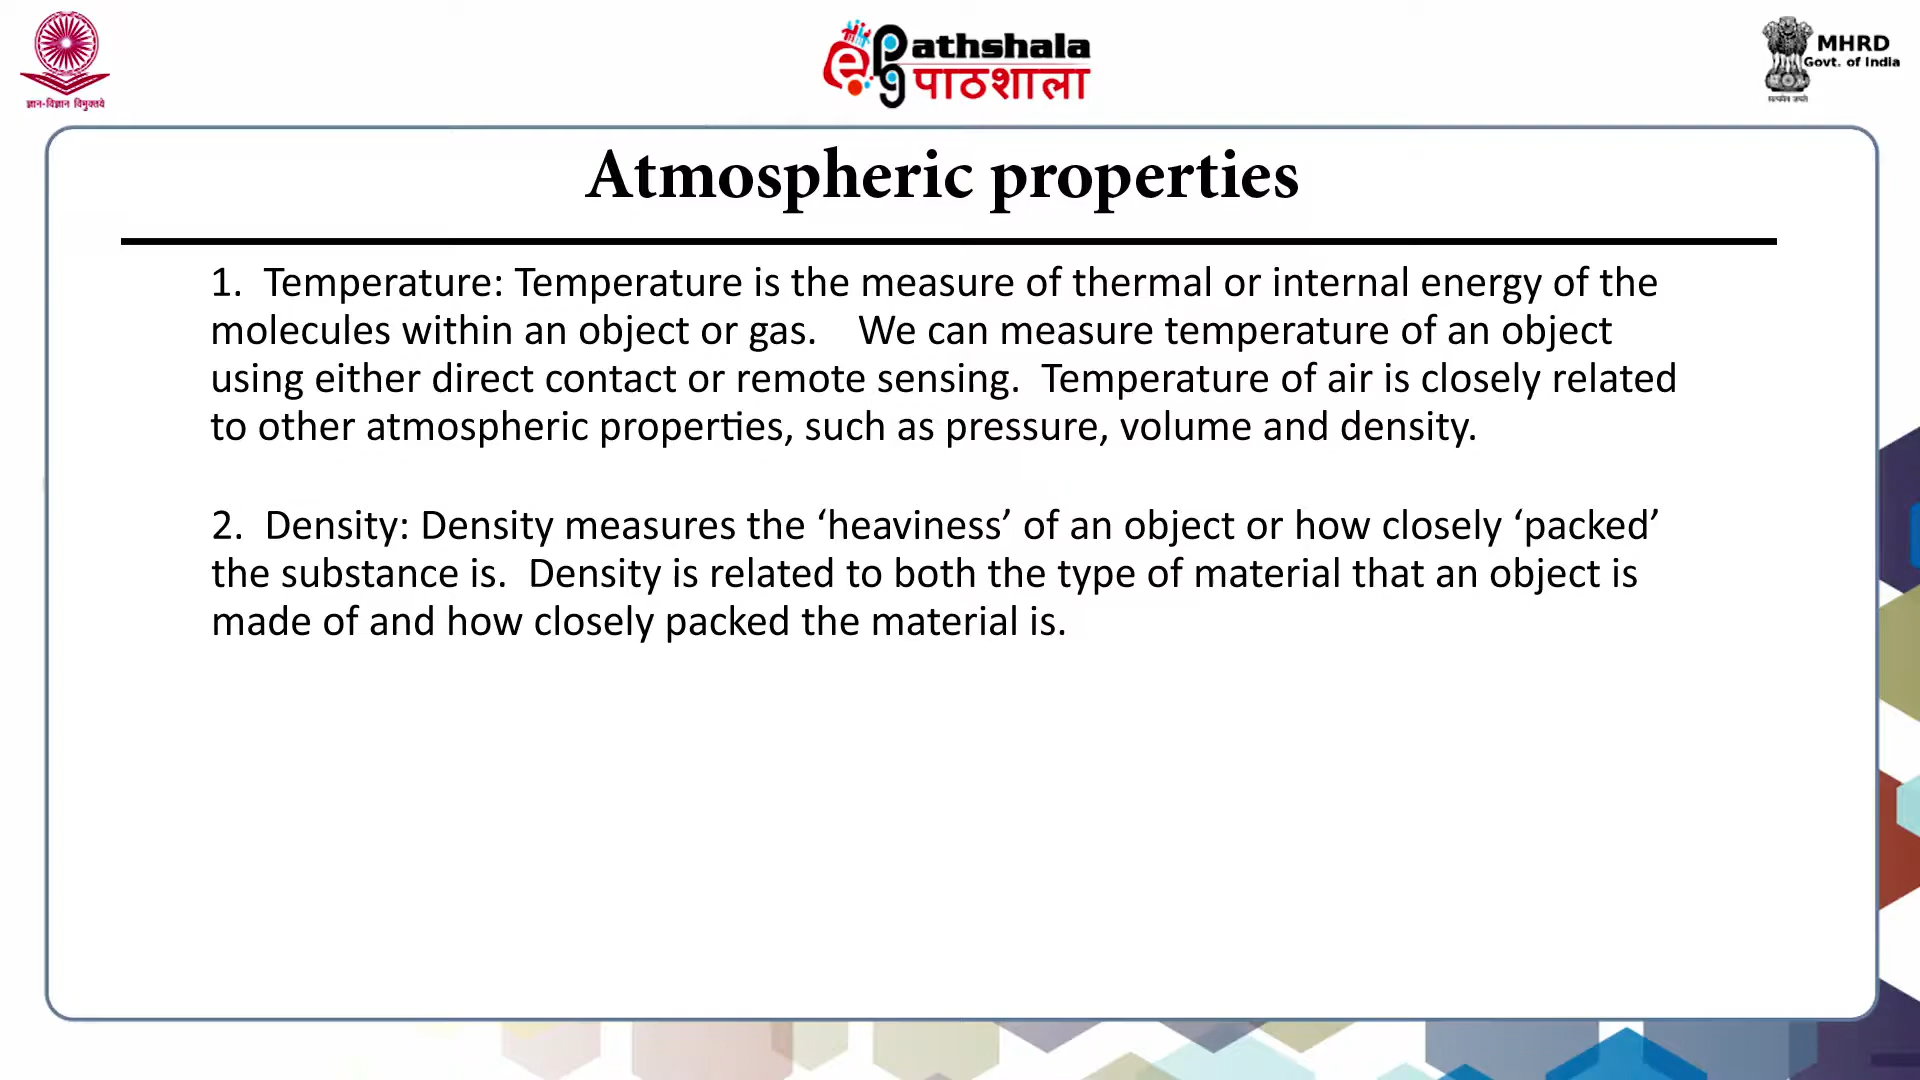 ज्ञान-विज्ञान विमुक्तये
e pg athshala
पाठशाला
MHRD
Govt. of India
सत्यमेव जयते
Atmospheric properties
1. Temperature: Temperature is the measure of thermal or internal energy of the
molecules within an object or gas. We can measure temperature of an object
using either direct contact or remote sensing. Temperature of air is closely related
to other atmospheric properties, such as pressure, volume and density.
2. Density: Density measures the ‘heaviness’ of an object or how closely ‘packed’
the substance is. Density is related to both the type of material that an object is
made of and how closely packed the material is.